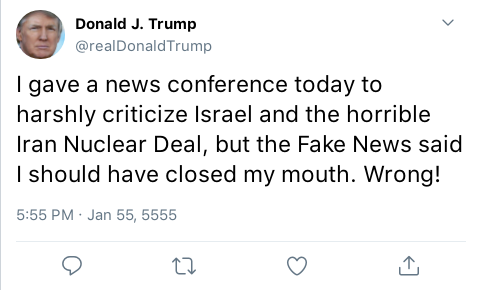 Donald J. Trump
@realDonaldTrump
I gave a news conference today to
harshly criticize Israel and the horrible
Iran Nuclear Deal, but the Fake News said
I should have closed my mouth. Wrong!
5:55 PM · Jan 55, 5555